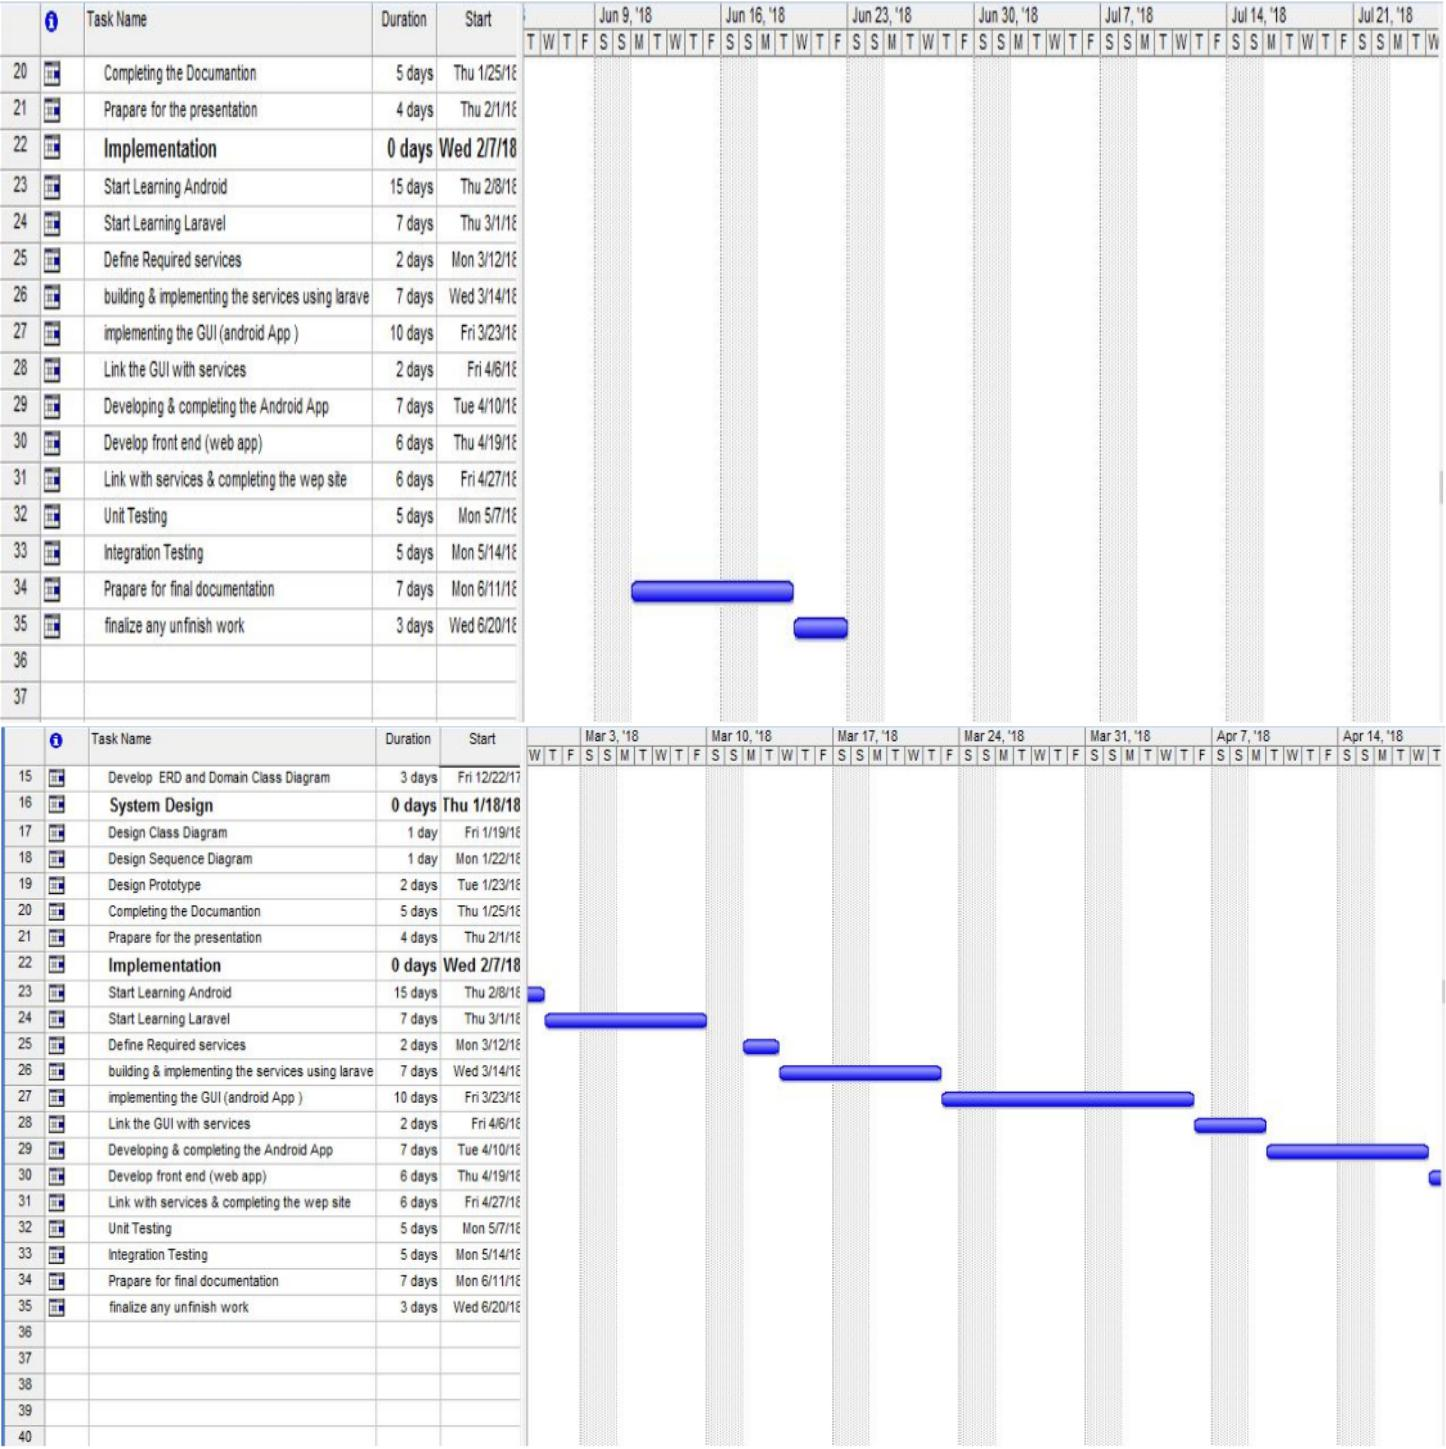 Task Name Duration Start Jun 9, '18 Jun 16, '18 Jun 23, '18 Jun 30, '18 Jul 7, '18 Jul 14, '18 Jul 21, '18
T W T F S S M T W T F S S M T W T F S S M T W T F S S M T W T F S S M T W T F S S M T W T F S S M T W
20 Completing the Documantion 5 days Thu 1/25/18
21 Prapare for the presentation 4 days Thu 2/1/18
22 Implementation 0 days Wed 2/7/18
23 Start Learning Android 15 days Thu 2/8/18
24 Start Learning Laravel 7 days Thu 3/1/18
25 Define Required services 2 days Mon 3/12/18
26 building & implementing the services using larave 7 days Wed 3/14/18
27 implementing the GUI (android App ) 10 days Fri 3/23/18
28 Link the GUI with services 2 days Fri 4/6/18
29 Developing & completing the Android App 7 days Tue 4/10/18
30 Develop front end (web app) 6 days Thu 4/19/18
31 Link with services & completing the wep site 6 days Fri 4/27/18
32 Unit Testing 5 days Mon 5/7/18
33 Integration Testing 5 days Mon 5/14/18
34 Prapare for final documentation 7 days Mon 6/11/18
35 finalize any unfinish work 3 days Wed 6/20/18
36
37
Task Name Duration Start Mar 3, '18 Mar 10, '18 Mar 17, '18 Mar 24, '18 Mar 31, '18 Apr 7, '18 Apr 14, '18
W T F S S M T W T F S S M T W T F S S M T W T F S S M T W T F S S M T W T F S S M T W T F S S M T W T
15 Develop ERD and Domain Class Diagram 3 days Fri 12/22/17
16 System Design 0 days Thu 1/18/18
17 Design Class Diagram 1 day Fri 1/19/18
18 Design Sequence Diagram 1 day Mon 1/22/18
19 Design Prototype 2 days Tue 1/23/18
20 Completing the Documantion 5 days Thu 1/25/18
21 Prapare for the presentation 4 days Thu 2/1/18
22 Implementation 0 days Wed 2/7/18
23 Start Learning Android 15 days Thu 2/8/18
24 Start Learning Laravel 7 days Thu 3/1/18
25 Define Required services 2 days Mon 3/12/18
26 building & implementing the services using larave 7 days Wed 3/14/18
27 implementing the GUI (android App ) 10 days Fri 3/23/18
28 Link the GUI with services 2 days Fri 4/6/18
29 Developing & completing the Android App 7 days Tue 4/10/18
30 Develop front end (web app) 6 days Thu 4/19/18
31 Link with services & completing the wep site 6 days Fri 4/27/18
32 Unit Testing 5 days Mon 5/7/18
33 Integration Testing 5 days Mon 5/14/18
34 Prapare for final documentation 7 days Mon 6/11/18
35 finalize any unfinish work 3 days Wed 6/20/18
36
37
38
39
40